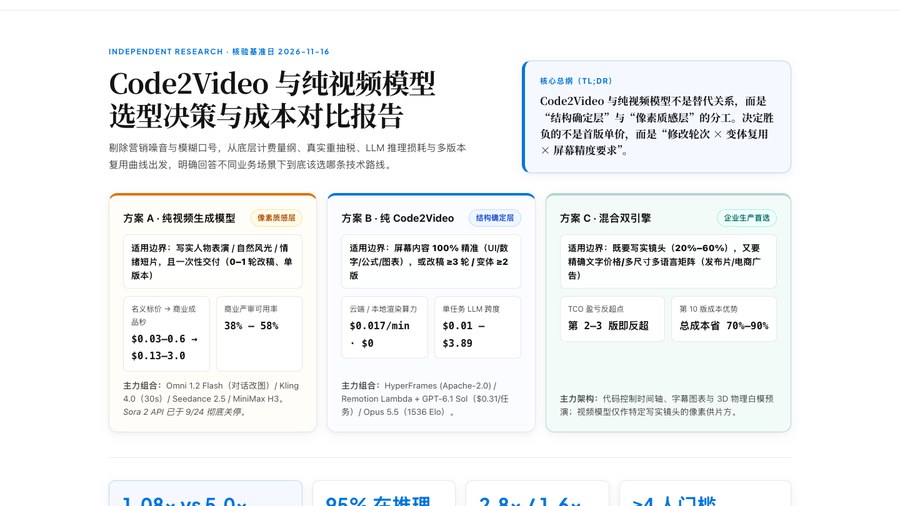 INDEPENDENT RESEARCH · 核验基准日 2026-11-16
Code2Video 与纯视频模型
选型决策与成本对比报告
剔除营销噪音与模糊口号，从底层计费量纲、真实重抽税、LLM 推理损耗与多版本
复用曲线出发，明确回答不同业务场景下到底该选哪条技术路线。
核心总纲（TL;DR）
Code2Video 与纯视频模型不是替代关系，而是
“结构确定层”与“像素质感层”的分工。决定胜
负的不是首版单价，而是“修改轮次 × 变体复用
× 屏幕精度要求”。
方案 A · 纯视频生成模型
像素质感层
适用边界：写实人物表演 / 自然风光 / 情
绪短片，且一次性交付（0–1 轮改稿、单
版本）
名义标价 → 商业成
品秒
$0.03–0.6 →
$0.13–3.0
商业严审可用率
38% – 58%
主力组合：Omni 1.2 Flash（对话改图）/ Kling
4.0（30s）/ Seedance 2.5 / MiniMax H3。
Sora 2 API 已于 9/24 彻底关停。
方案 B · 纯 Code2Video
结构确定层
适用边界：屏幕内容 100% 精准（UI/数
字/公式/图表），或改稿 ≥3 轮 / 变体 ≥2
版
云端 / 本地渲染算力
$0.017/min
· $0
单任务 LLM 跨度
$0.01 –
$3.89
主力组合：HyperFrames (Apache-2.0) /
Remotion Lambda + GPT-6.1 Sol（$0.31/任
务）/ Opus 5.5（1536 Elo）。
方案 C · 混合双引擎
企业生产首选
适用边界：既要写实镜头（20%–60%），又要
精确文字价格/多尺寸多语言矩阵（发布片/电商广
告）
TCO 盈亏反超点
第 2–3 版即反超
第 10 版成本优势
总成本省 70%–90%
主力架构：代码控制时间轴、字幕图表与 3D 物理白模预
演；视频模型仅作特定写实镜头的像素供片方。
1.08× vs 5.0×
95% 在推理
2.8× / 1.6×
≥4 人门槛